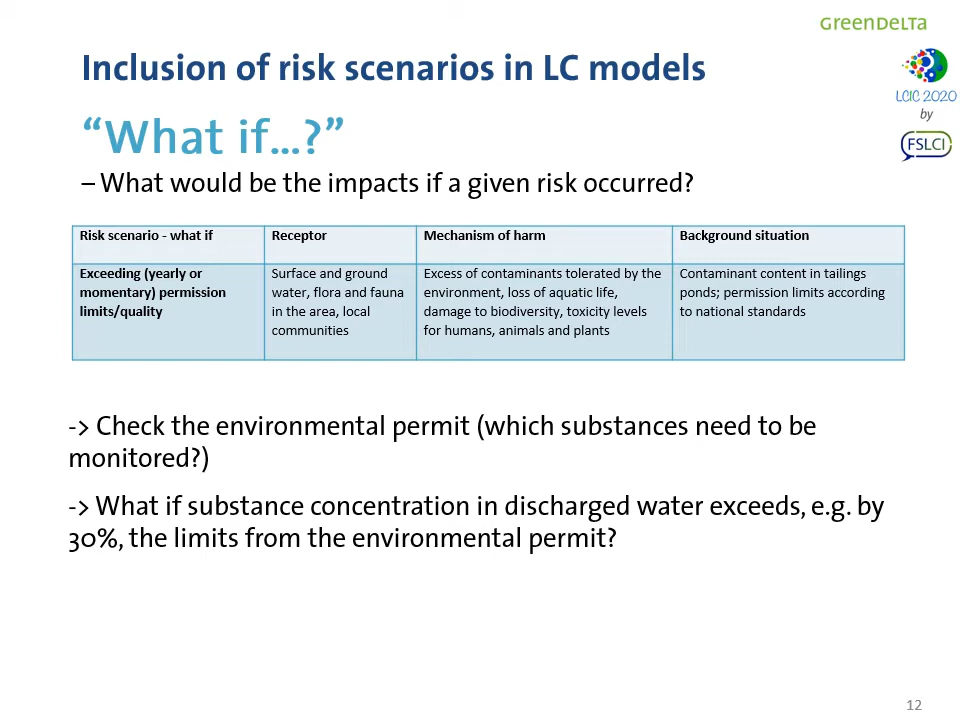 GreenDelta
Inclusion of risk scenarios in LC models
LCIC 2020
by
FSLCI
“What if…?”
– What would be the impacts if a given risk occurred?
Risk scenario - what if
Receptor
Mechanism of harm
Background situation
Exceeding (yearly or
momentary) permission
limits/quality
Surface and ground
water, flora and fauna
in the area, local
communities
Excess of contaminants tolerated by the
environment, loss of aquatic life,
damage to biodiversity, toxicity levels
for humans, animals and plants
Contaminant content in tailings
ponds; permission limits according
to national standards
-> Check the environmental permit (which substances need to be
monitored?)
-> What if substance concentration in discharged water exceeds, e.g. by
30%, the limits from the environmental permit?
12